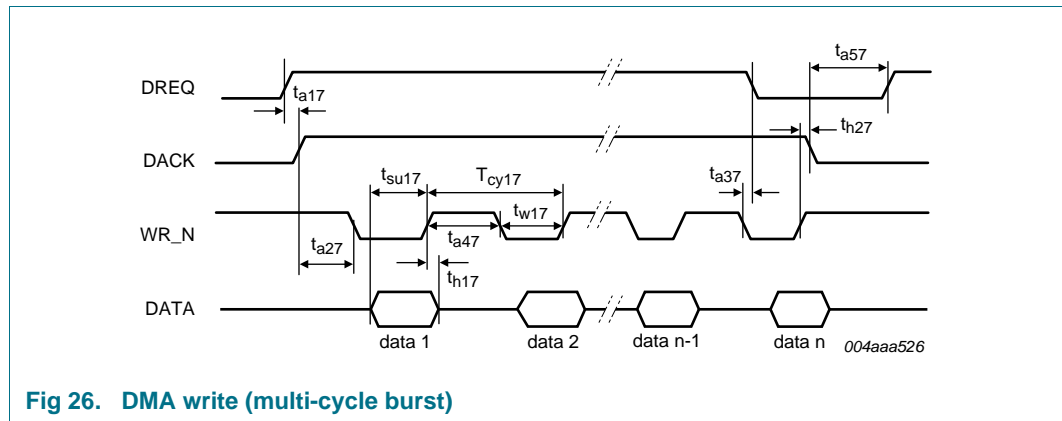 DREQ
t_a17
t_a57
DACK
t_h27
t_su17
T_cy17
t_a37
WR_N
t_w17
t_a27
t_a47
t_h17
DATA
data 1
data 2
data n-1
data n
004aaa526
Fig 26. DMA write (multi-cycle burst)